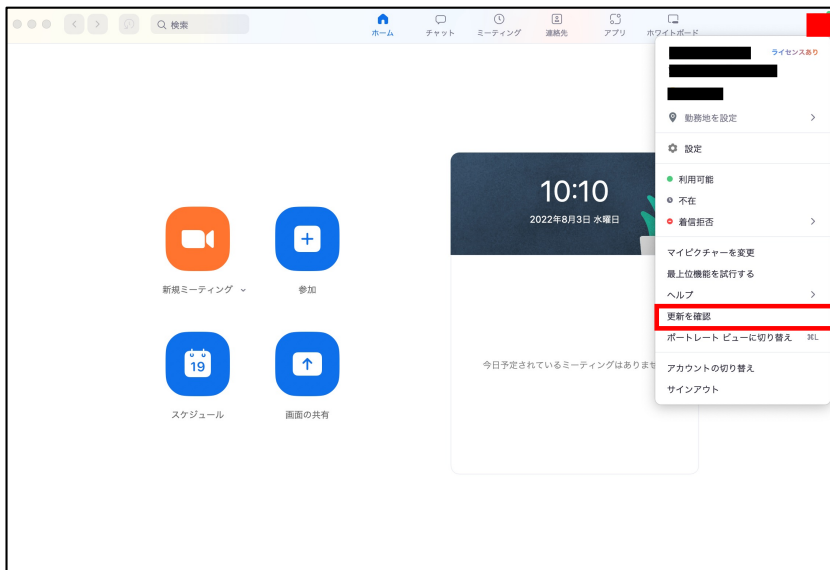 検索
ホーム
チャット
ミーティング
連絡先
アプリ
ホワイトボード
ライセンスあり
勤務地を設定
設定
利用可能
不在
着信拒否
マイピクチャーを変更
最上位機能を試行する
ヘルプ
更新を確認
ポートレート ビューに切り替え ⌘L
アカウントの切り替え
サインアウト
10:10
2022年8月3日 水曜日
新規ミーティング
参加
19
スケジュール
画面の共有
今日予定されているミーティングはありませ